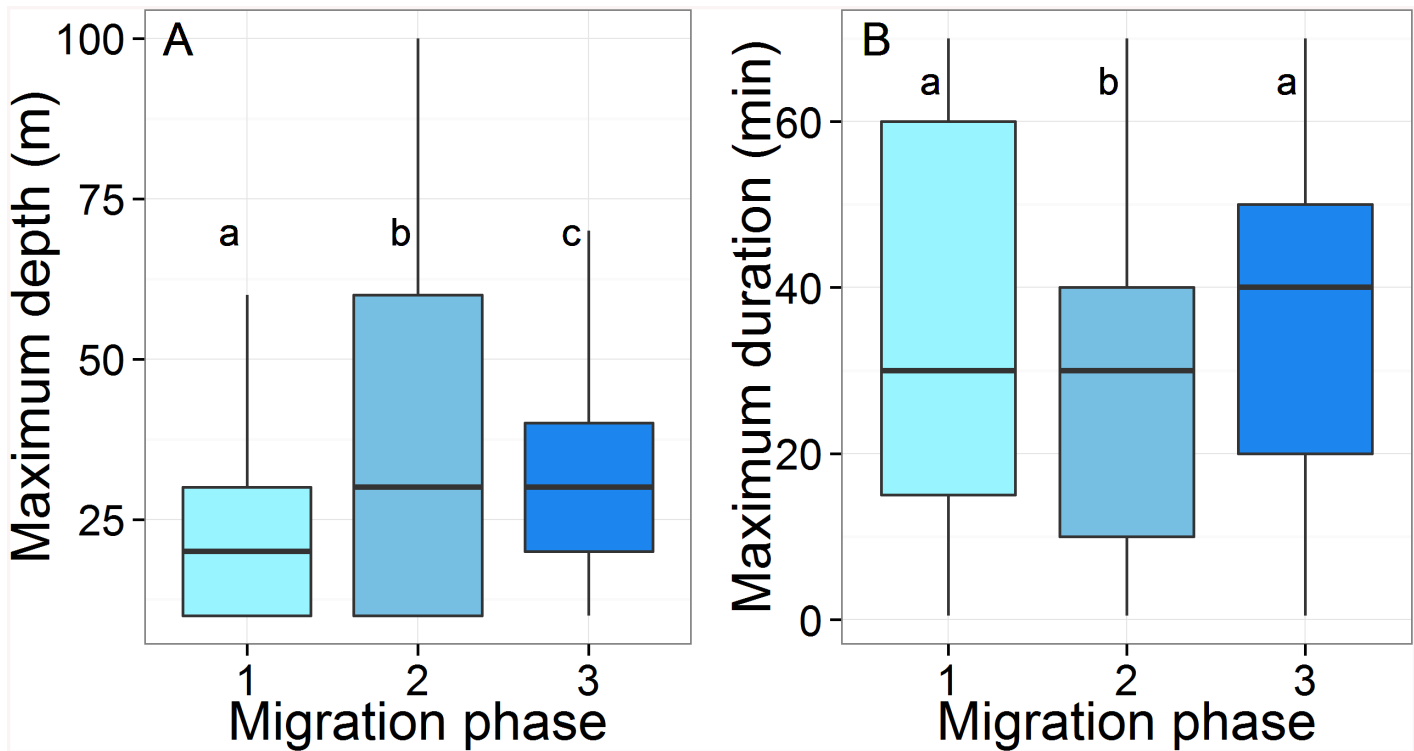 A
Maximum depth (m)
100
75
50
25
a
b
c
1
2
3
Migration phase
B
Maximum duration (min)
60
40
20
0
a
b
a
1
2
3
Migration phase